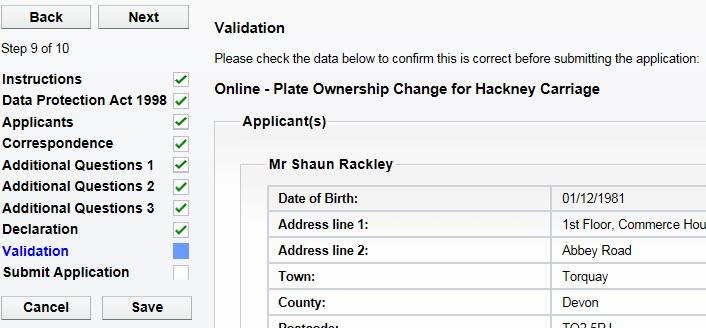 Back Next
Step 9 of 10
Instructions
Data Protection Act 1998
Applicants
Correspondence
Additional Questions 1
Additional Questions 2
Additional Questions 3
Declaration
Validation
Submit Application
Cancel Save
Validation
Please check the data below to confirm this is correct before submitting the application:
Online - Plate Ownership Change for Hackney Carriage
Applicant(s)
Mr Shaun Rackley
Date of Birth: 01/12/1981
Address line 1: 1st Floor, Commerce Hou
Address line 2: Abbey Road
Town: Torquay
County: Devon
Postcode: